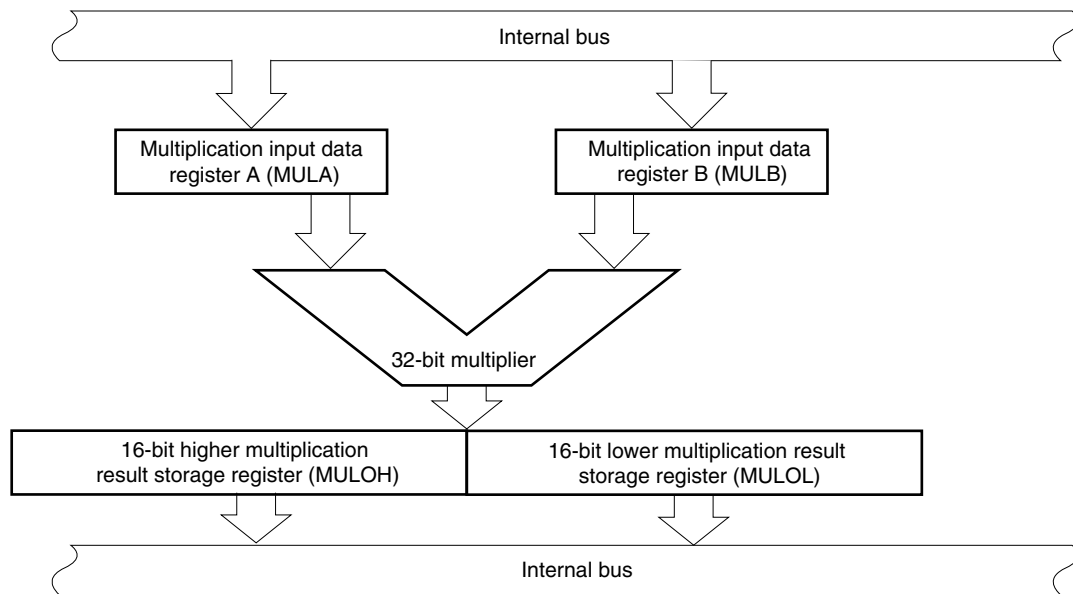 Internal bus
Multiplication input data
register A (MULA)
Multiplication input data
register B (MULB)
32-bit multiplier
16-bit higher multiplication
result storage register (MULOH)
16-bit lower multiplication result
storage register (MULOL)
Internal bus